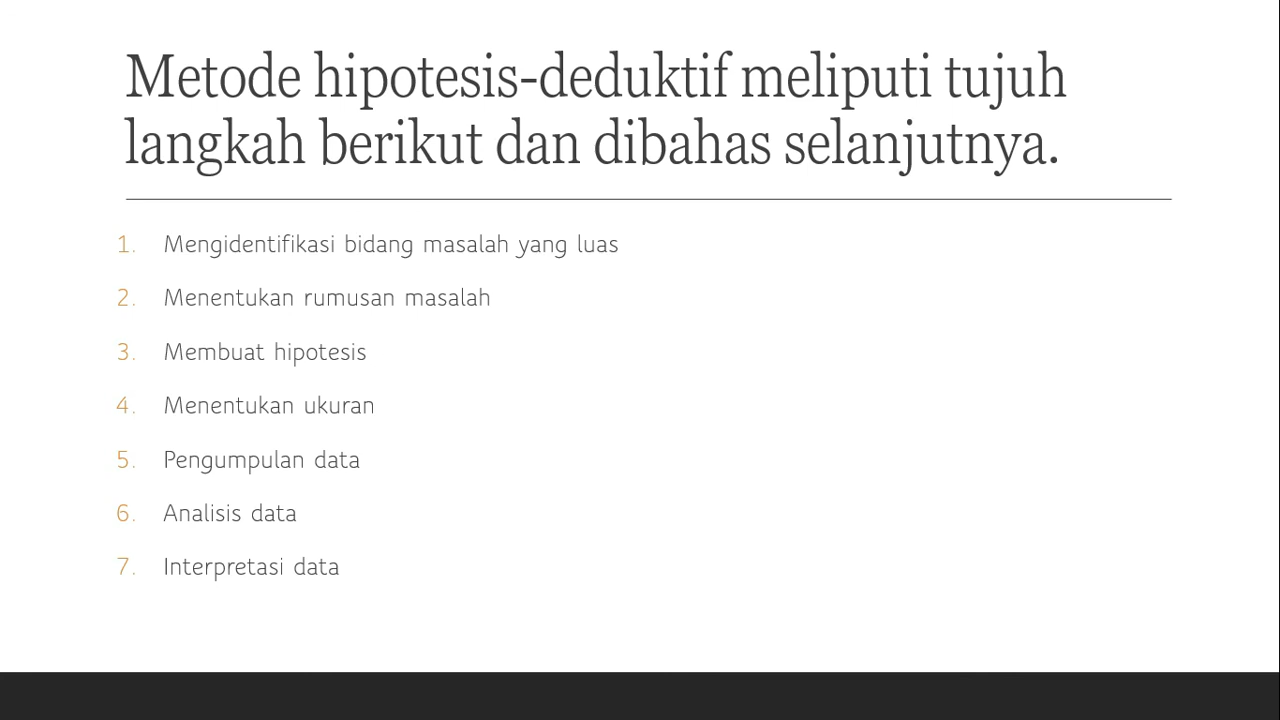 Metode hipotesis-deduktif meliputi tujuh
langkah berikut dan dibahas selanjutnya.
1. Mengidentifikasi bidang masalah yang luas
2. Menentukan rumusan masalah
3. Membuat hipotesis
4. Menentukan ukuran
5. Pengumpulan data
6. Analisis data
7. Interpretasi data